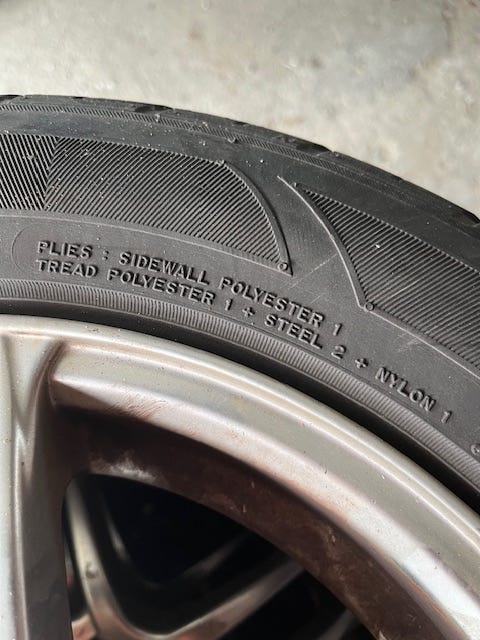 PLIES : SIDEWALL POLYESTER 1
TREAD POLYESTER 1 + STEEL 2 + NYLON 1